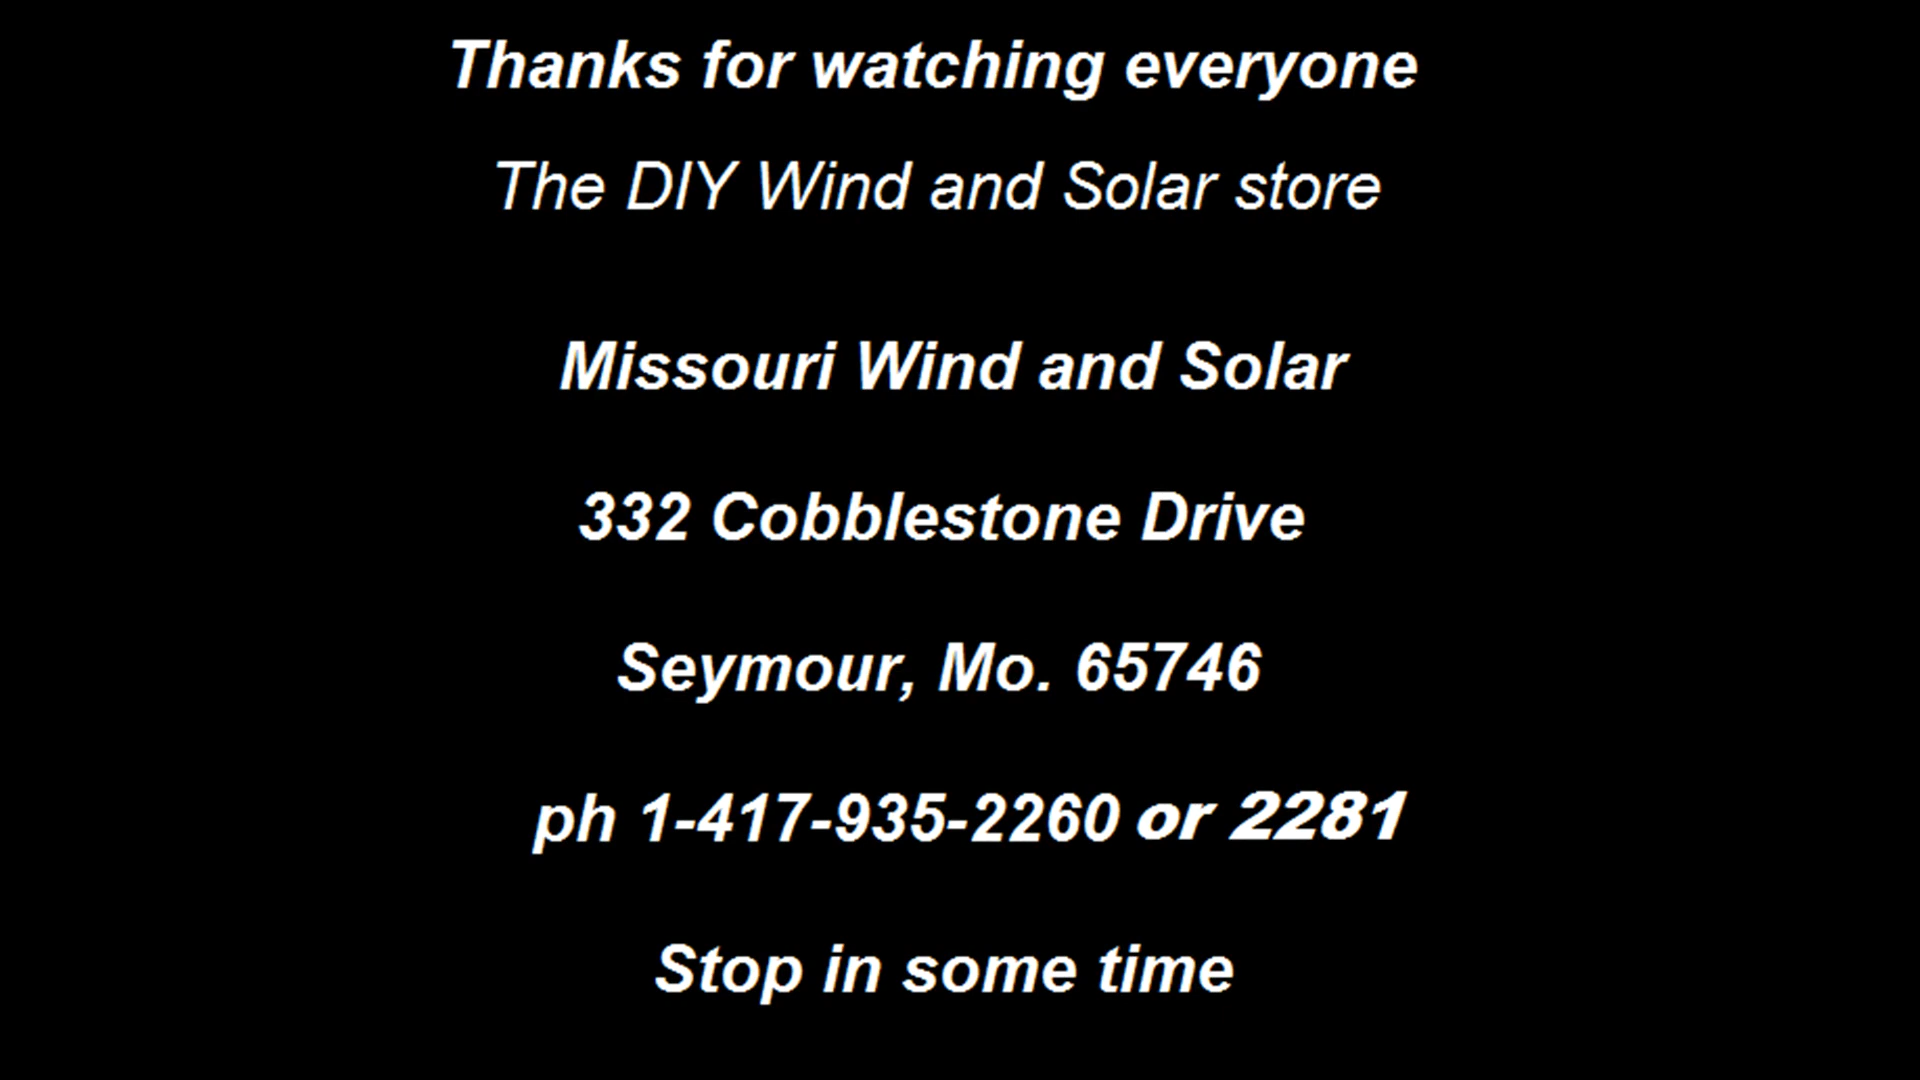 Thanks for watching everyone
The DIY Wind and Solar store
Missouri Wind and Solar
332 Cobblestone Drive
Seymour, Mo. 65746
ph 1-417-935-2260 or 2281
Stop in some time